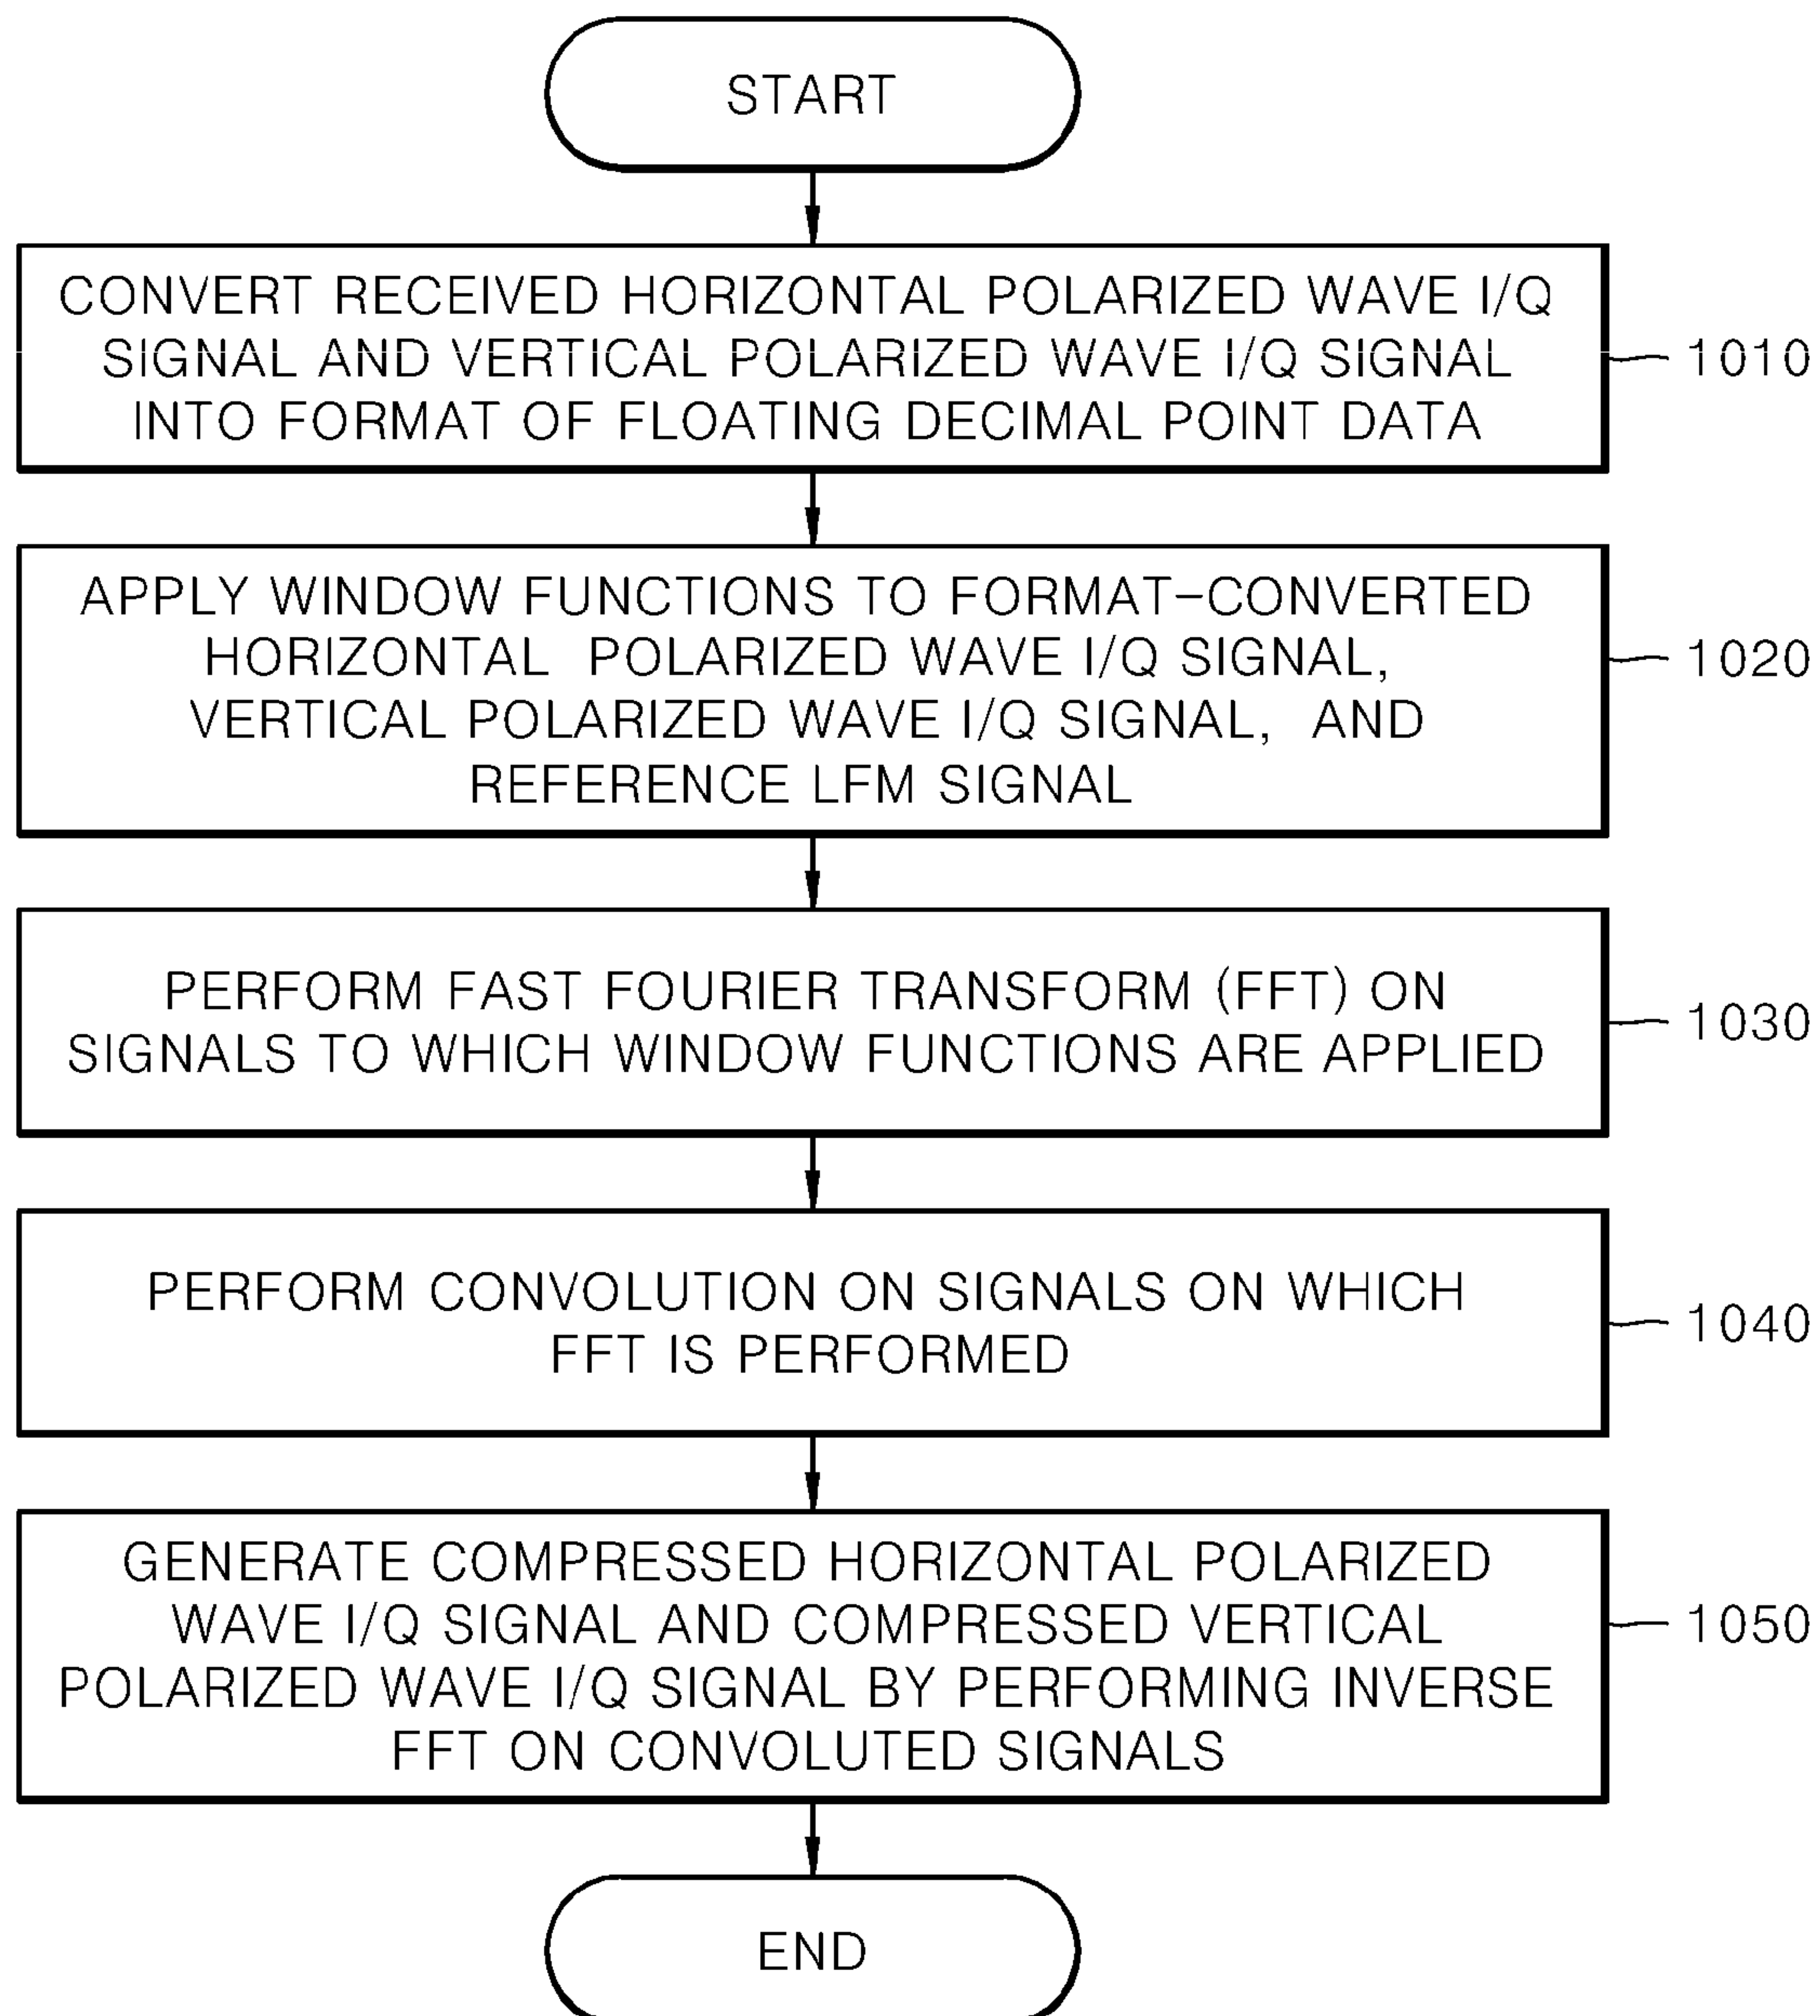 START
CONVERT RECEIVED HORIZONTAL POLARIZED WAVE I/Q
SIGNAL AND VERTICAL POLARIZED WAVE I/Q SIGNAL
INTO FORMAT OF FLOATING DECIMAL POINT DATA
1010
APPLY WINDOW FUNCTIONS TO FORMAT-CONVERTED
HORIZONTAL POLARIZED WAVE I/Q SIGNAL,
VERTICAL POLARIZED WAVE I/Q SIGNAL, AND
REFERENCE LFM SIGNAL
1020
PERFORM FAST FOURIER TRANSFORM (FFT) ON
SIGNALS TO WHICH WINDOW FUNCTIONS ARE APPLIED
1030
PERFORM CONVOLUTION ON SIGNALS ON WHICH
FFT IS PERFORMED
1040
GENERATE COMPRESSED HORIZONTAL POLARIZED
WAVE I/Q SIGNAL AND COMPRESSED VERTICAL
POLARIZED WAVE I/Q SIGNAL BY PERFORMING INVERSE
FFT ON CONVOLUTED SIGNALS
1050
END